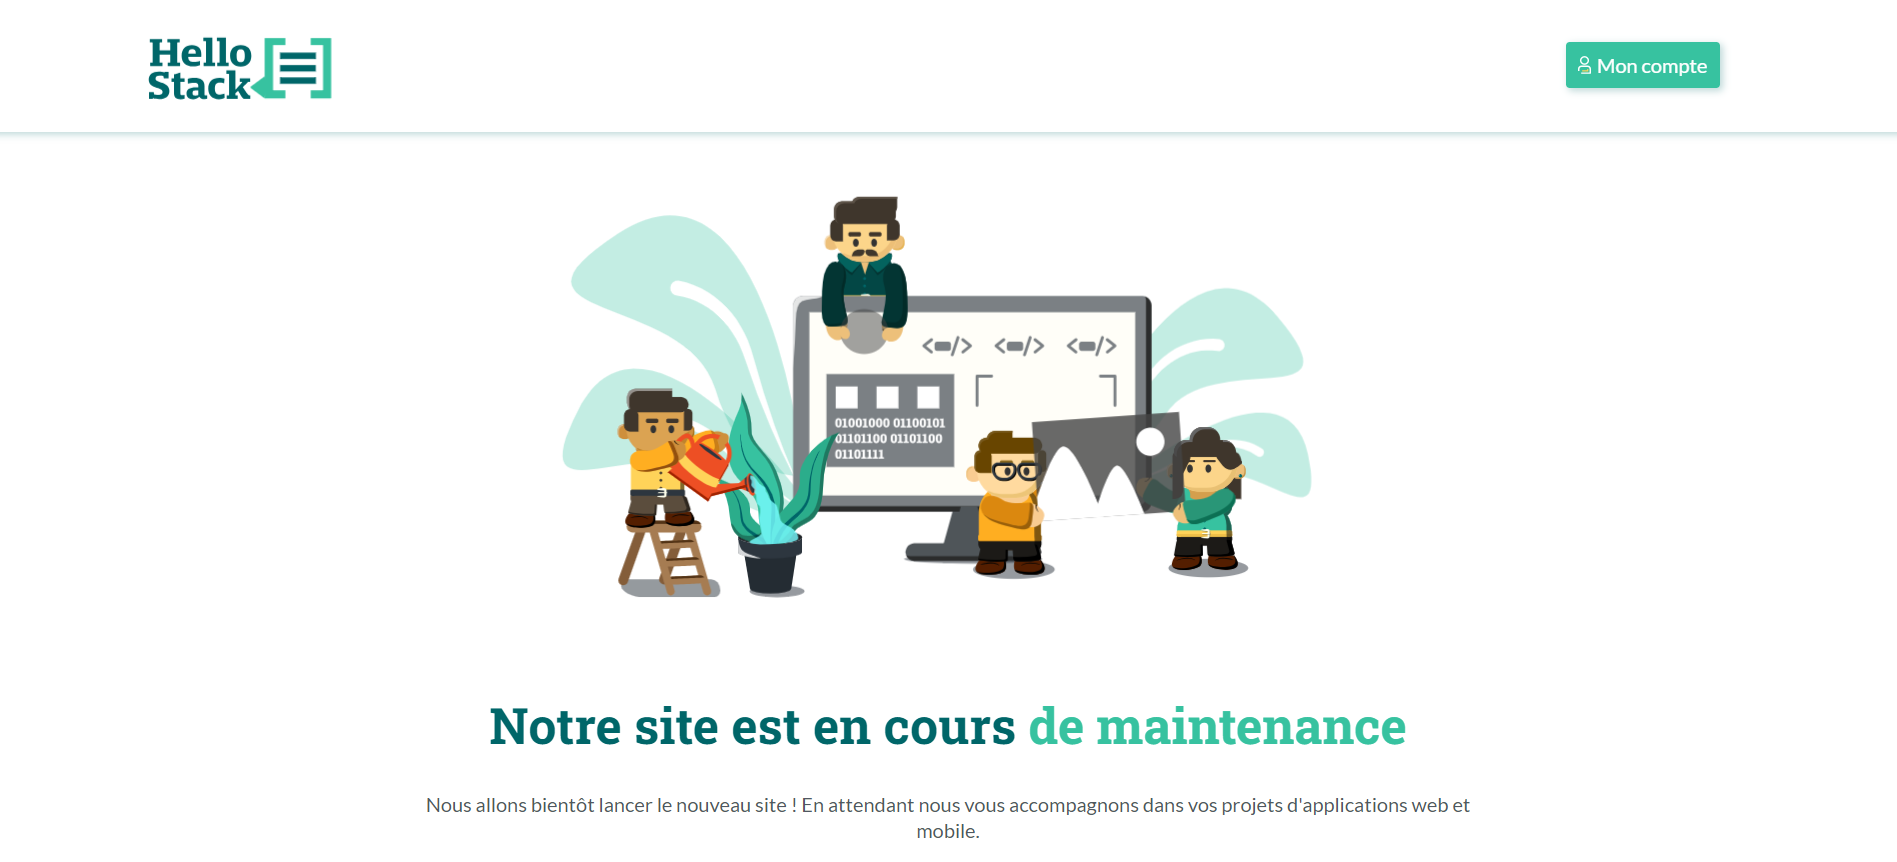 Hello
Stack
Mon compte
</> </> </>
01001000 01100101
01101100 01101100
01101111
Notre site est en cours de maintenance
Nous allons bientôt lancer le nouveau site ! En attendant nous vous accompagnons dans vos projets d'applications web et
mobile.